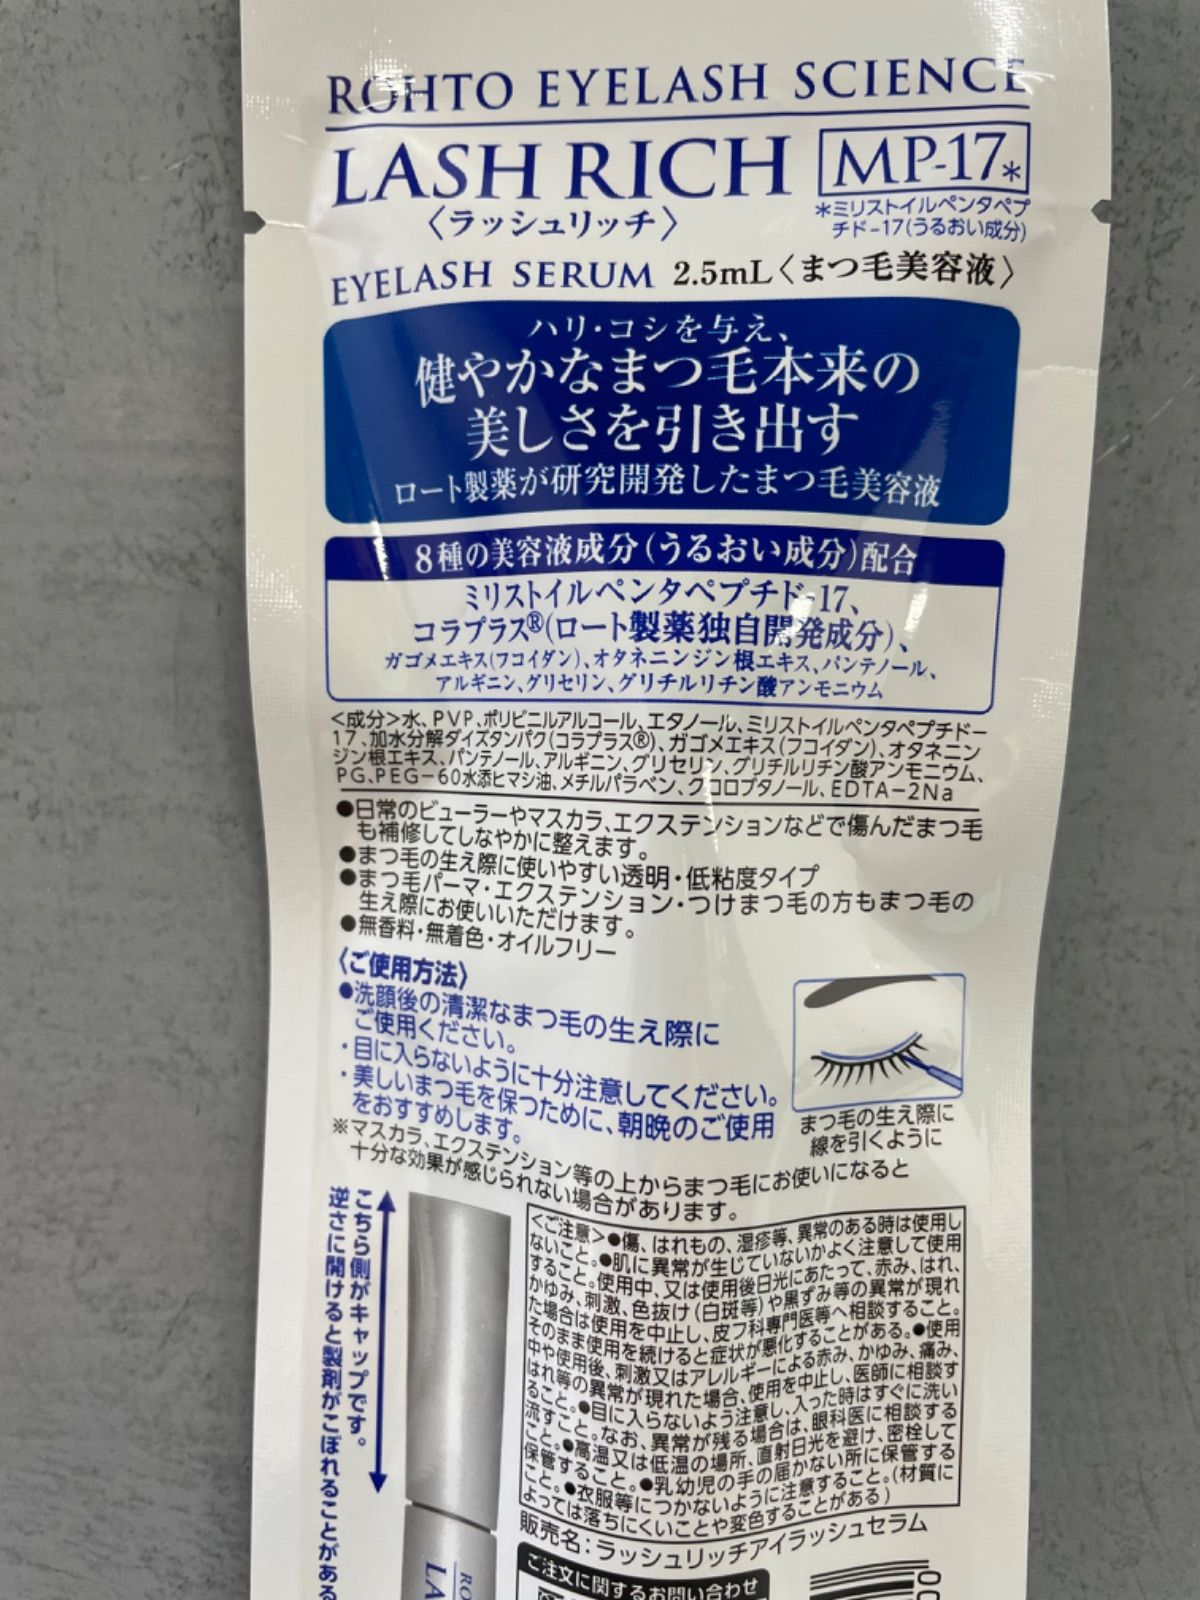 ROHTO EYELASH SCIENCE
LASH RICH MP-17*
〈ラッシュリッチ〉
*ミリストイルペンタペプ
チド-17(うるおい成分)
EYELASH SERUM 2.5mL〈まつ毛美容液〉
ハリ・コシを与え、
健やかなまつ毛本来の
美しさを引き出す
ロート製薬が研究開発したまつ毛美容液
8種の美容液成分(うるおい成分)配合
ミリストイルペンタペプチド-17、
コラプラス®(ロート製薬独自開発成分)、
ガゴメエキス(フコイダン)、オタネニンジン根エキス、パンテノール、
アルギニン、グリセリン、グリチルリチン酸アンモニウム
<成分>水、PVP、ポリビニルアルコール、エタノール、ミリストイルペンタペプチドー
17、加水分解ダイズタンパク(コラプラス®)、ガゴメエキス(フコイダン)、オタネニン
ジン根エキス、パンテノール、アルギニン、グリセリン、グリチルリチン酸アンモニウム、
PG、PEG-60水添ヒマシ油、メチルパラベン、クロロブタノール、EDTA-2Na
●日常のビューラーやマスカラ、エクステンションなどで傷んだまつ毛
も補修してしなやかに整えます。
●まつ毛の生え際に使いやすい透明・低粘度タイプ
●まつ毛パーマ・エクステンション・つけまつ毛の方もまつ毛の
生え際にお使いいただけます。
●無香料・無着色・オイルフリー
〈ご使用方法〉
●洗顔後の清潔なまつ毛の生え際に
ご使用ください。
・目に入らないように十分注意してください。
・美しいまつ毛を保つために、朝晩のご使用
をおすすめします。
まつ毛の生え際に
線を引くように
※マスカラ、エクステンション等の上からまつ毛にお使いになると
十分な効果が感じられない場合があります。
こちら側がキャップです。
逆さに開けると製剤がこぼれることがある
<ご注意>●傷、はれもの、湿疹等、異常のある時は使用し
ないこと。●肌に異常が生じていないかよく注意して使用
すること。使用中、又は使用後日光にあたって、赤み、はれ、
かゆみ、刺激、色抜け(白斑等)や黒ずみ等の異常が現れ
た場合は使用を中止し、皮フ科専門医等へ相談すること。
そのまま使用を続けると症状が悪化することがある。●使用
中や使用後、刺激又はアレルギーによる赤み、かゆみ、痛み、
はれ等の異常が現れた場合、使用を中止し、医師に相談す
ること。●目に入らないよう注意し、入った時はすぐに洗い
流すこと。なお、異常が残る場合は、眼科医に相談する
こと。●高温又は低温の場所、直射日光を避け、密栓して
保管すること。●乳幼児の手の届かない所に保管する
こと。●衣服等につかないように注意すること。(材質に
よっては落ちにくいことや変色することがある)
販売名:ラッシュリッチアイラッシュセラム
ご注文に関するお問い合わせ
RO
LA